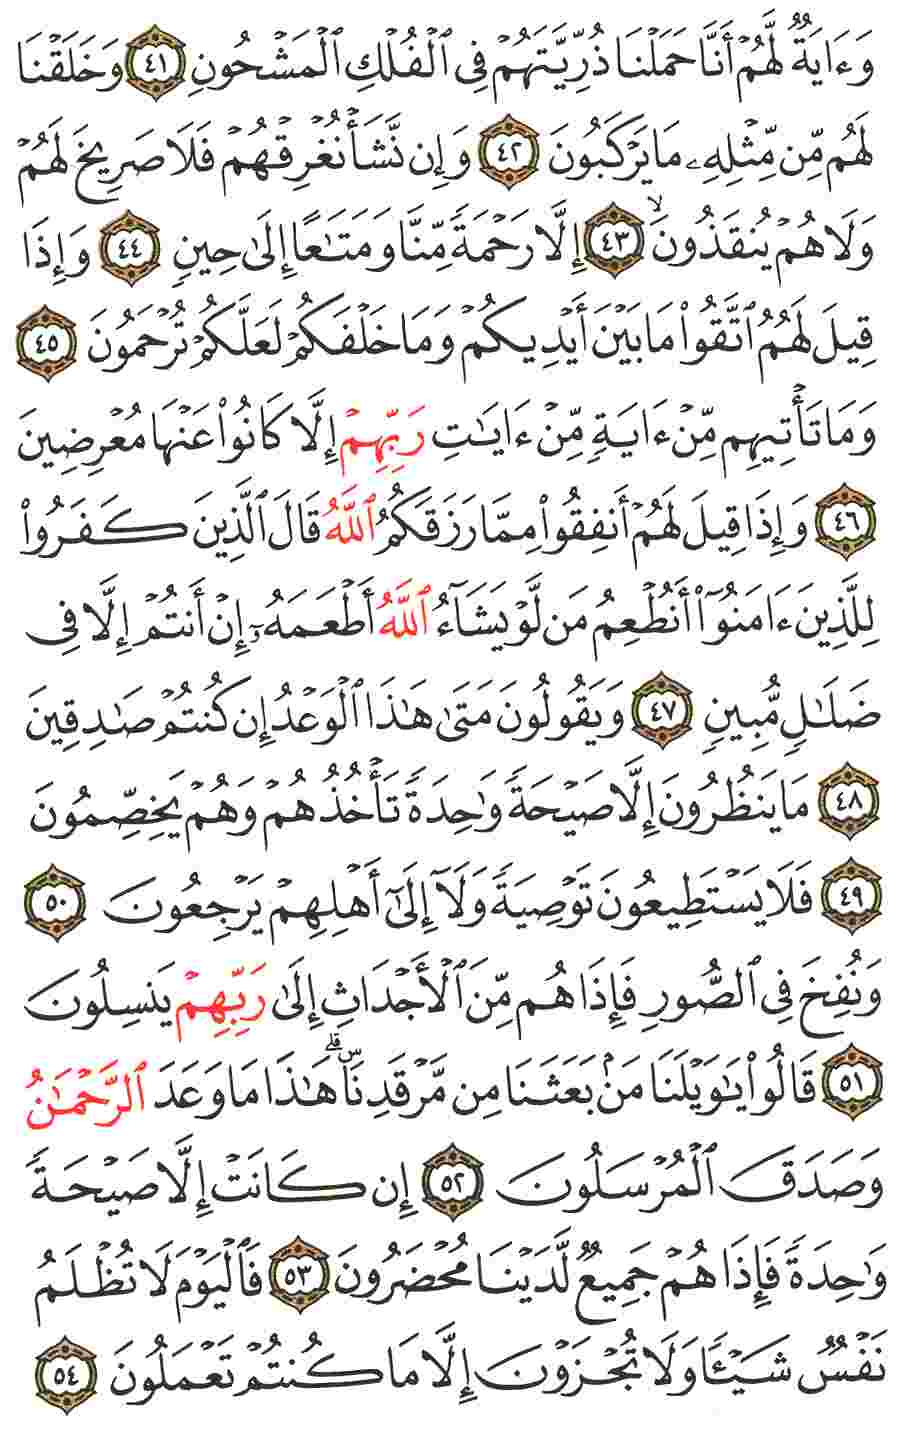 وَءَايَةٌ لَّهُمْ أَنَّا حَمَلْنَا ذُرِّيَّتَهُمْ فِى ٱلْفُلْكِ ٱلْمَشْحُونِ ٤١ وَخَلَقْنَا
لَهُم مِّن مِّثْلِهِۦ مَا يَرْكَبُونَ ٤٢ وَإِن نَّشَأْ نُغْرِقْهُمْ فَلَا صَرِيخَ لَهُمْ
وَلَا هُمْ يُنقَذُونَ ۙ ٤٣ إِلَّا رَحْمَةً مِّنَّا وَمَتَـٰعًا إِلَىٰ حِينٍ ٤٤ وَإِذَا
قِيلَ لَهُمُ ٱتَّقُوا۟ مَا بَيْنَ أَيْدِيكُمْ وَمَا خَلْفَكُمْ لَعَلَّكُمْ تُرْحَمُونَ ٤٥
وَمَا تَأْتِيهِم مِّنْ ءَايَةٍ مِّنْ ءَايَـٰتِ رَبِّهِمْ إِلَّا كَانُوا۟ عَنْهَا مُعْرِضِينَ
٤٦ وَإِذَا قِيلَ لَهُمْ أَنفِقُوا۟ مِمَّا رَزَقَكُمُ ٱللَّهُ قَالَ ٱلَّذِينَ كَفَرُوا۟
لِلَّذِينَ ءَامَنُوٓا۟ أَنُطْعِمُ مَن لَّوْ يَشَآءُ ٱللَّهُ أَطْعَمَهُۥٓ إِنْ أَنتُمْ إِلَّا فِى
ضَلَـٰلٍ مُّبِينٍ ٤٧ وَيَقُولُونَ مَتَىٰ هَـٰذَا ٱلْوَعْدُ إِن كُنتُمْ صَـٰدِقِينَ
٤٨ مَا يَنظُرُونَ إِلَّا صَيْحَةً وَٰحِدَةً تَأْخُذُهُمْ وَهُمْ يَخِصِّمُونَ
٤٩ فَلَا يَسْتَطِيعُونَ تَوْصِيَةً وَلَآ إِلَىٰٓ أَهْلِهِمْ يَرْجِعُونَ ٥٠
وَنُفِخَ فِى ٱلصُّورِ فَإِذَا هُم مِّنَ ٱلْأَجْدَاثِ إِلَىٰ رَبِّهِمْ يَنسِلُونَ
٥١ قَالُوا۟ يَـٰوَيْلَنَا مَنۢ بَعَثَنَا مِن مَّرْقَدِنَا ۜ ۗ هَـٰذَا مَا وَعَدَ ٱلرَّحْمَـٰنُ
وَصَدَقَ ٱلْمُرْسَلُونَ ٥٢ إِن كَانَتْ إِلَّا صَيْحَةً
وَٰحِدَةً فَإِذَا هُمْ جَمِيعٌ لَّدَيْنَا مُحْضَرُونَ ٥٣ فَٱلْيَوْمَ لَا تُظْلَمُ
نَفْسٌ شَيْـًٔا وَلَا تُجْزَوْنَ إِلَّا مَا كُنتُمْ تَعْمَلُونَ ٥٤